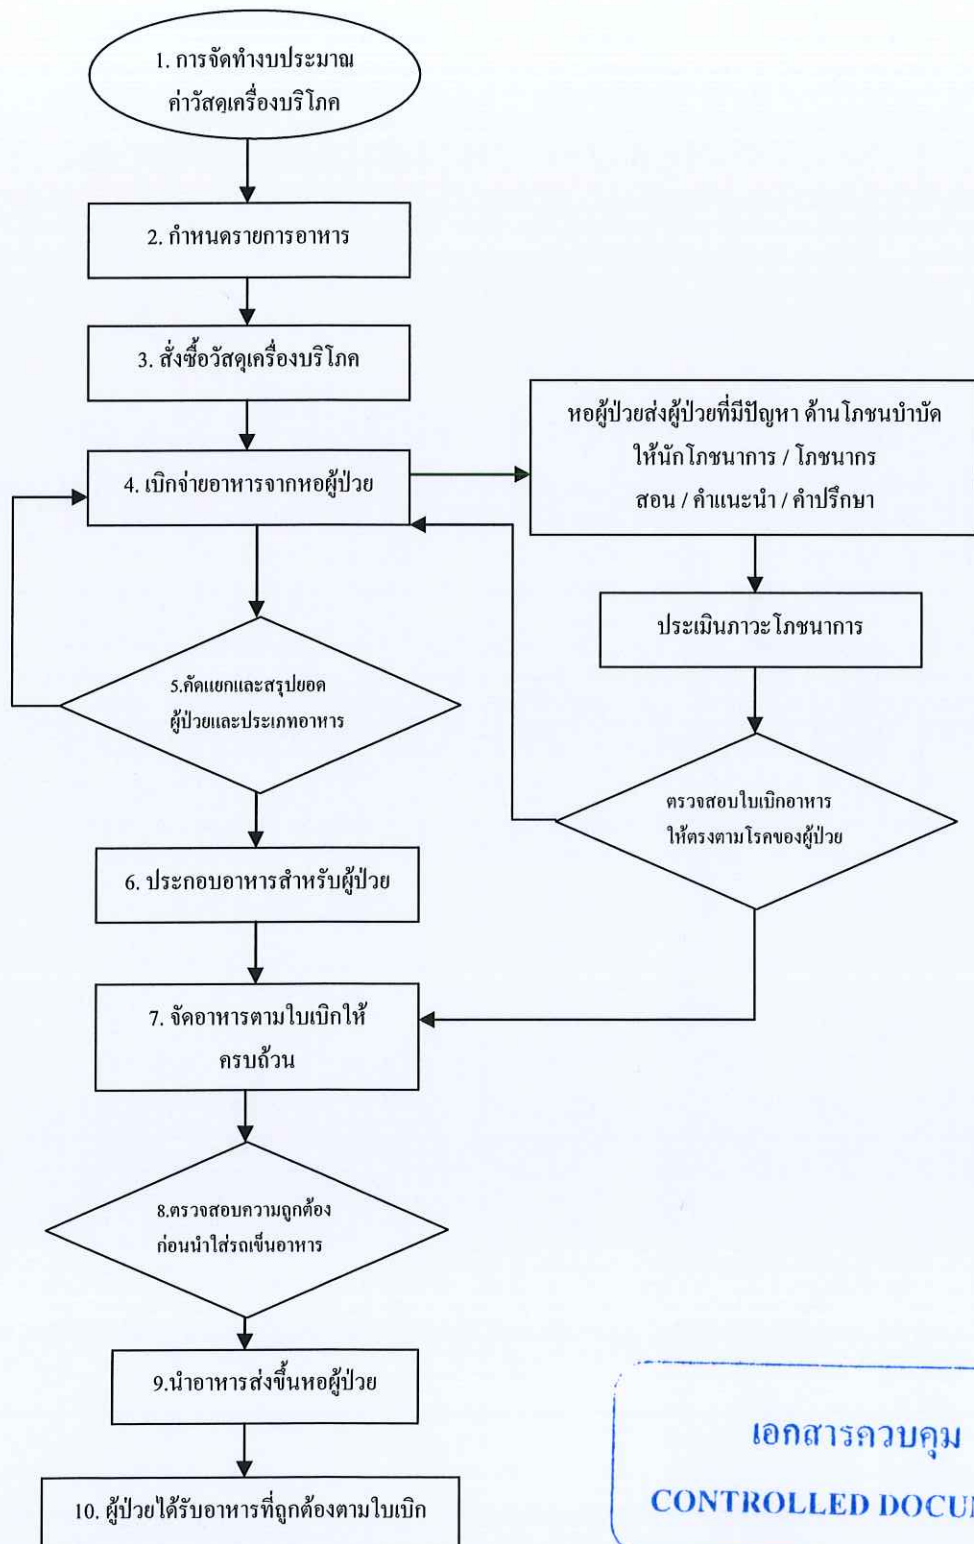 1. การจัดทำงบประมาณ
ค่าวัสดุเครื่องบริโภค
2. กำหนดรายการอาหาร
3. สั่งซื้อวัสดุเครื่องบริโภค
4. เบิกจ่ายอาหารจากหอผู้ป่วย
หอผู้ป่วยส่งผู้ป่วยที่มีปัญหา ด้านโภชนบำบัด
ให้นักโภชนาการ / โภชนากร
สอน / คำแนะนำ / คำปรึกษา
ประเมินภาวะโภชนาการ
5.คัดแยกและสรุปยอด
ผู้ป่วยและประเภทอาหาร
ตรวจสอบใบเบิกอาหาร
ให้ตรงตามโรคของผู้ป่วย
6. ประกอบอาหารสำหรับผู้ป่วย
7. จัดอาหารตามใบเบิกให้
ครบถ้วน
8.ตรวจสอบความถูกต้อง
ก่อนนำใส่รถเข็นอาหาร
9.นำอาหารส่งขึ้นหอผู้ป่วย
10. ผู้ป่วยได้รับอาหารที่ถูกต้องตามใบเบิก
เอกสารควบคุม
CONTROLLED